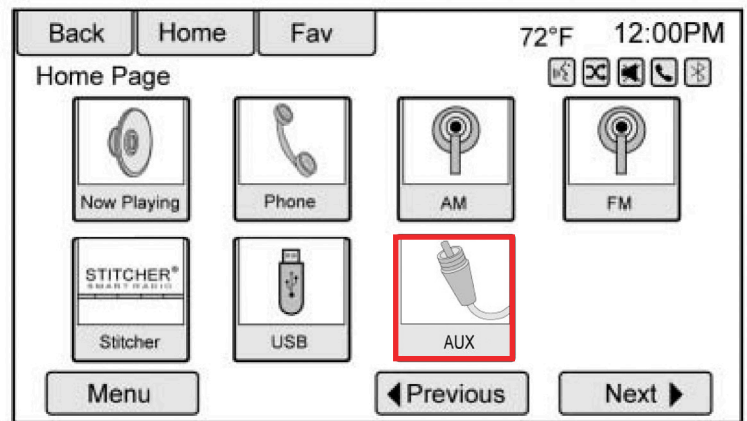 Back Home Fav 72°F 12:00PM
Home Page
Now Playing Phone AM FM
STITCHER®
SMART RADIO
Stitcher USB AUX
Menu Previous Next